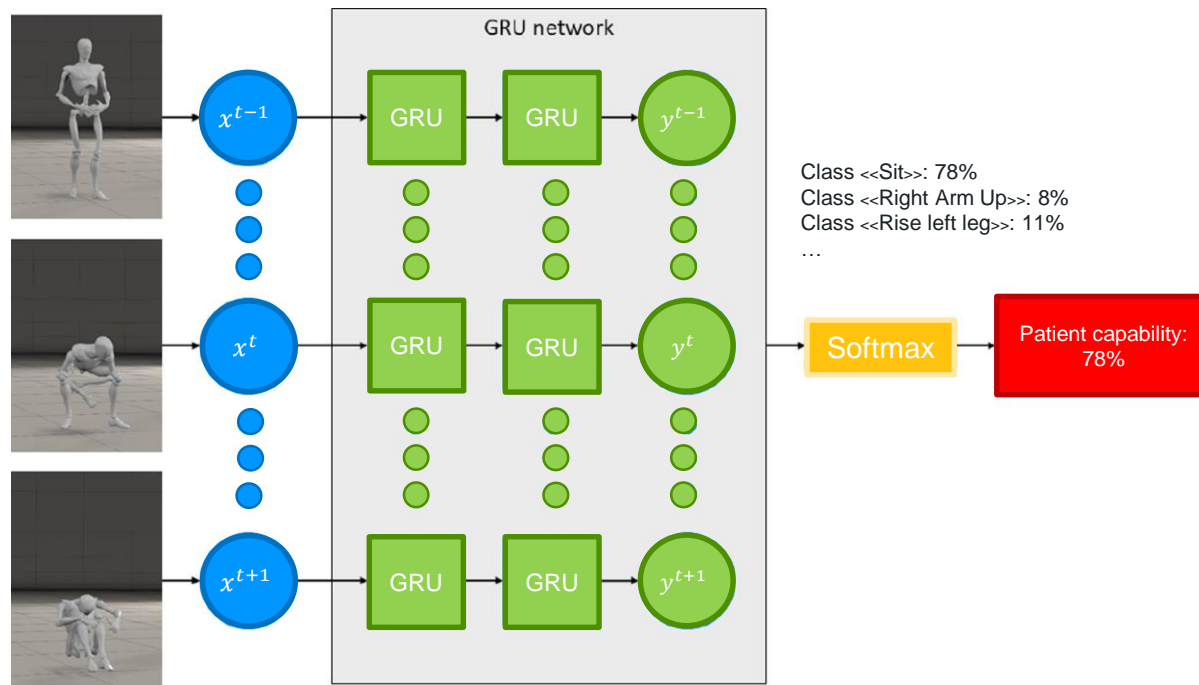 GRU network
x^{t-1}
GRU
GRU
y^{t-1}
Class <<Sit>>: 78%
Class <<Right Arm Up>>: 8%
Class <<Rise left leg>>: 11%
…
x^t
GRU
GRU
y^t
Softmax
Patient capability:
78%
x^{t+1}
GRU
GRU
y^{t+1}